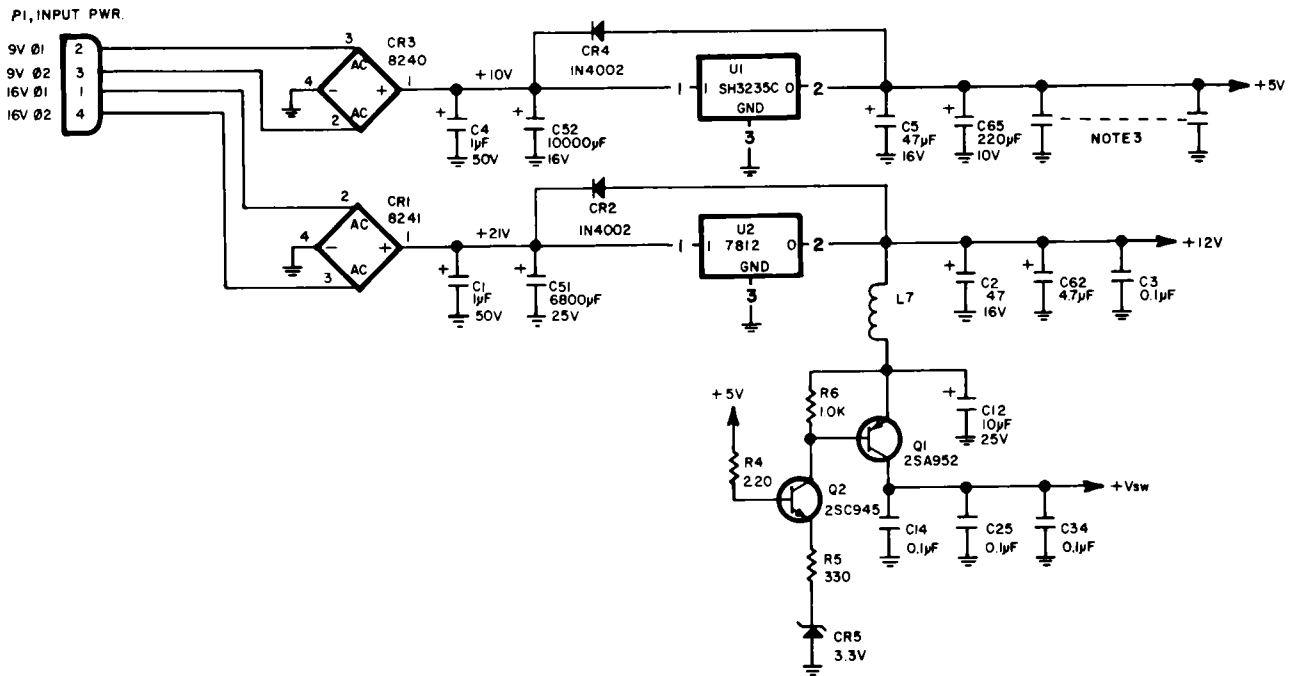 P1, INPUT PWR.
9V Ø1 2
9V Ø2 3
16V Ø1 1
16V Ø2 4
3
AC
4 - + 1
AC
2
CR3
8240
+10V
+
C4
1µF
50V
+
C52
10000µF
16V
CR4
1N4002
U1
1 I SH3235C O 2
GND
3
+
C5
47µF
16V
+
C65
220µF
10V
NOTE 3
+5V
2
AC
4 - + 1
AC
3
CR1
8241
+21V
+
C1
1µF
50V
+
C51
6800µF
25V
CR2
1N4002
U2
1 I 7812 O 2
GND
3
+12V
+
C2
47
16V
+
C62
4.7µF
C3
0.1µF
L7
+5V
R4
220
R6
1.0K
Q1
2SA952
+
C12
10µF
25V
Q2
2SC945
+Vsw
C14
0.1µF
C25
0.1µF
C34
0.1µF
R5
330
CR5
3.3V